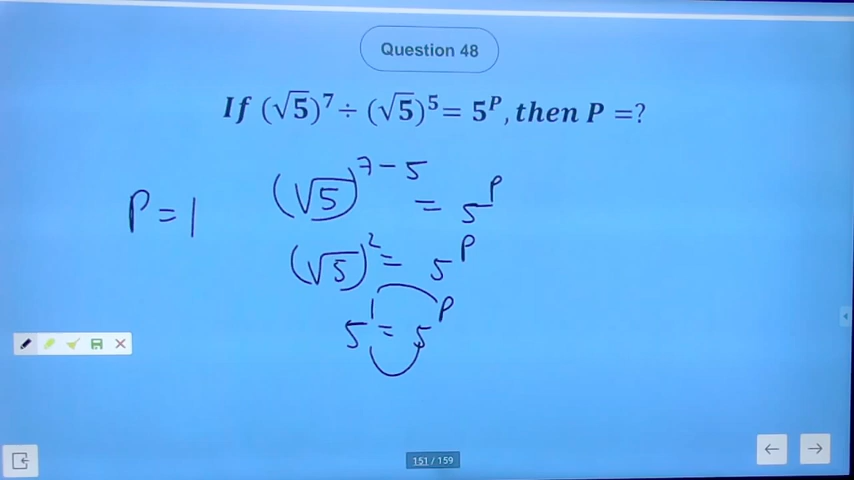 Question 48
If (√5)⁷ ÷ (√5)⁵ = 5ᴾ, then P =?
(√5)⁷⁻⁵ = 5ᴾ
P = 1
(√5)² = 5ᴾ
5¹ = 5ᴾ
151 / 159